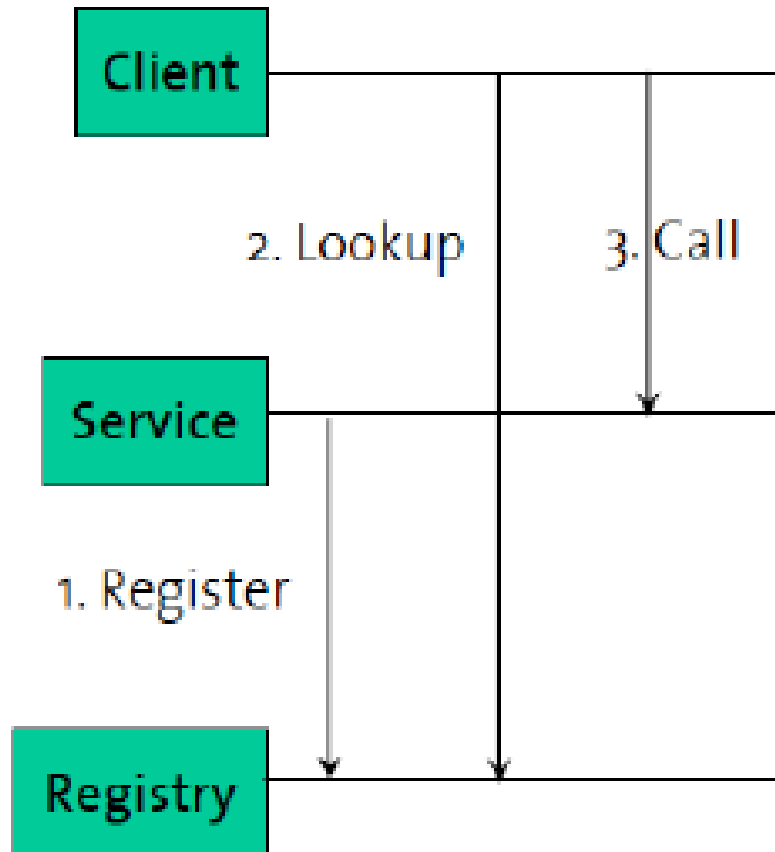 Client
2. Lookup
3. Call
Service
1. Register
Registry